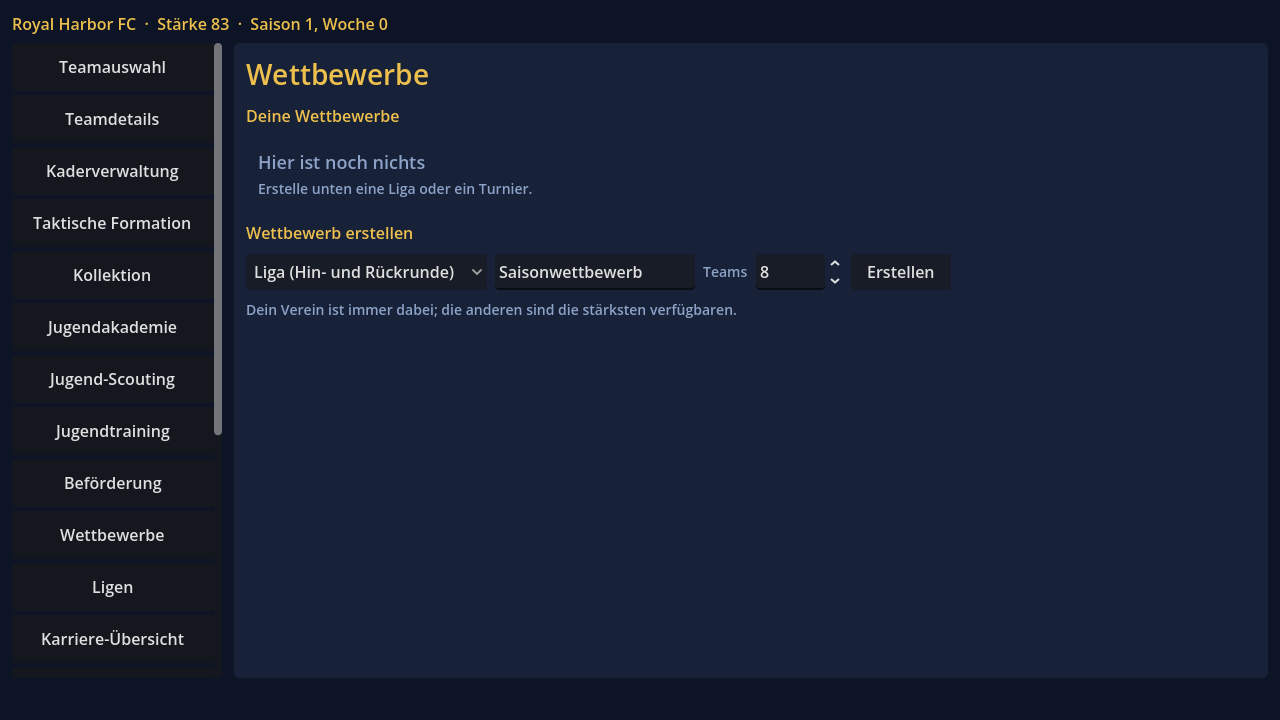 Royal Harbor FC · Stärke 83 · Saison 1, Woche 0
Teamauswahl
Teamdetails
Kaderverwaltung
Taktische Formation
Kollektion
Jugendakademie
Jugend-Scouting
Jugendtraining
Beförderung
Wettbewerbe
Ligen
Karriere-Übersicht
Wettbewerbe
Deine Wettbewerbe
Hier ist noch nichts
Erstelle unten eine Liga oder ein Turnier.
Wettbewerb erstellen
Liga (Hin- und Rückrunde) Saisonwettbewerb Teams 8 Erstellen
Dein Verein ist immer dabei; die anderen sind die stärksten verfügbaren.